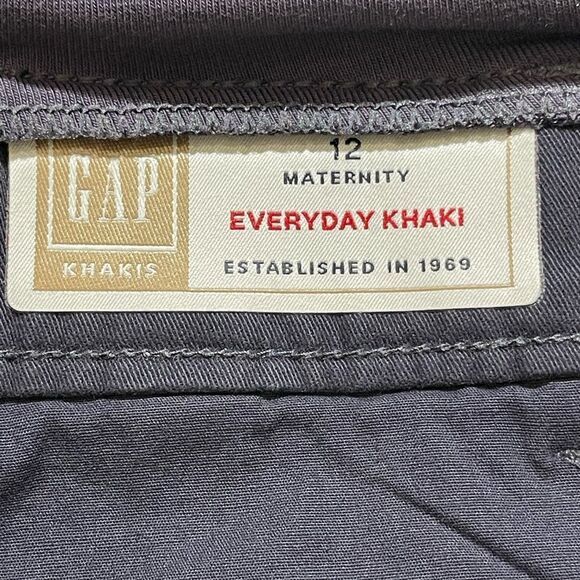 12
MATERNITY
GAP
EVERYDAY KHAKI
KHAKIS
ESTABLISHED IN 1969